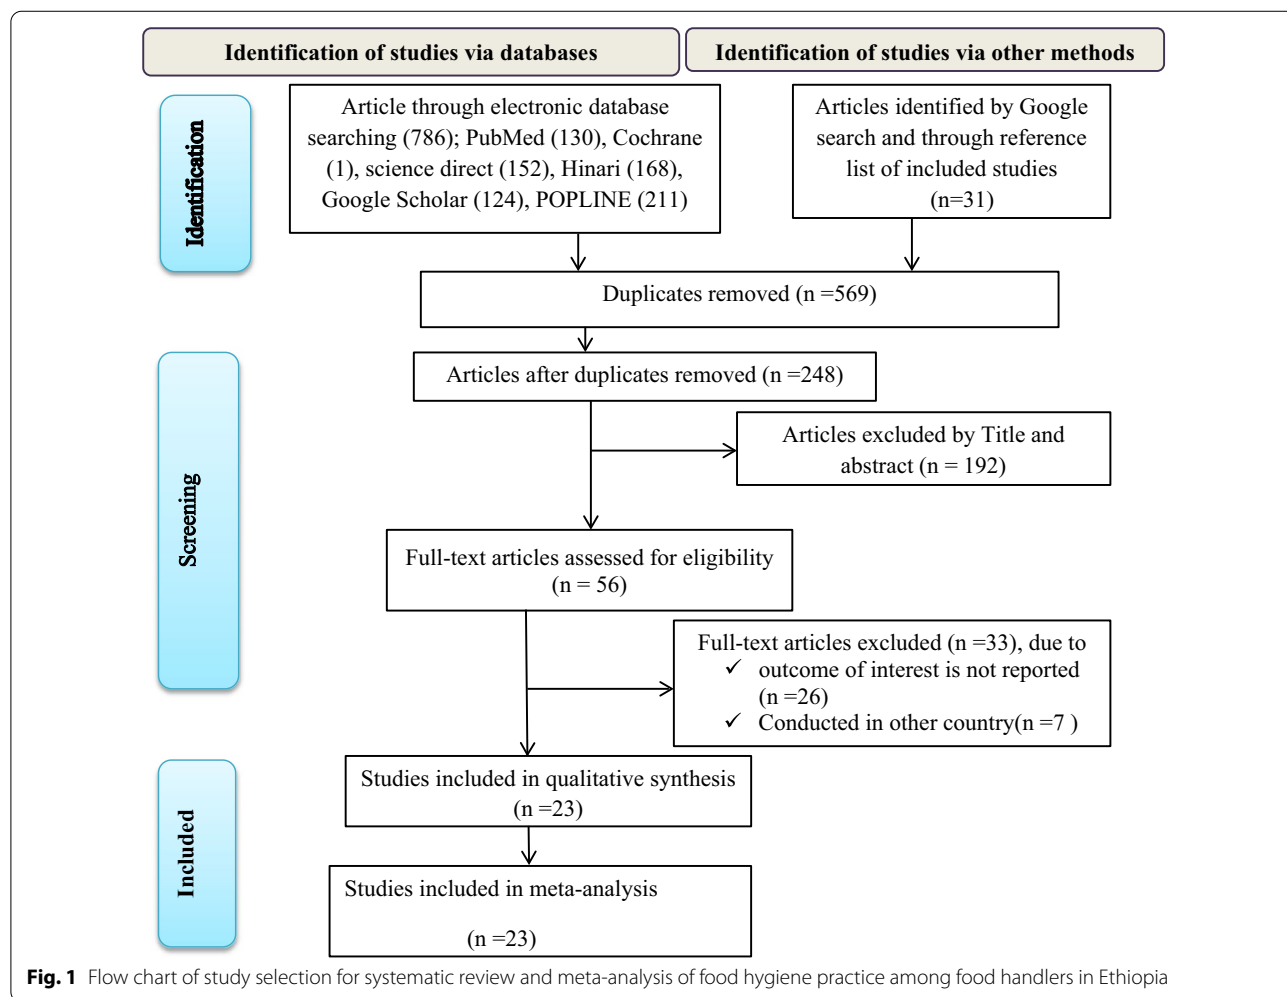 Identification of studies via databases
Identification of studies via other methods
Identification
Article through electronic database
searching (786); PubMed (130), Cochrane
(1), science direct (152), Hinari (168),
Google Scholar (124), POPLINE (211)
Articles identified by Google
search and through reference
list of included studies
(n=31)
Duplicates removed (n =569)
Screening
Articles after duplicates removed (n =248)
Articles excluded by Title and
abstract (n = 192)
Full-text articles assessed for eligibility
(n = 56)
Full-text articles excluded (n =33), due to
✓ outcome of interest is not reported
(n =26)
✓ Conducted in other country(n =7 )
Included
Studies included in qualitative synthesis
(n =23)
Studies included in meta-analysis
(n =23)
Fig. 1 Flow chart of study selection for systematic review and meta-analysis of food hygiene practice among food handlers in Ethiopia